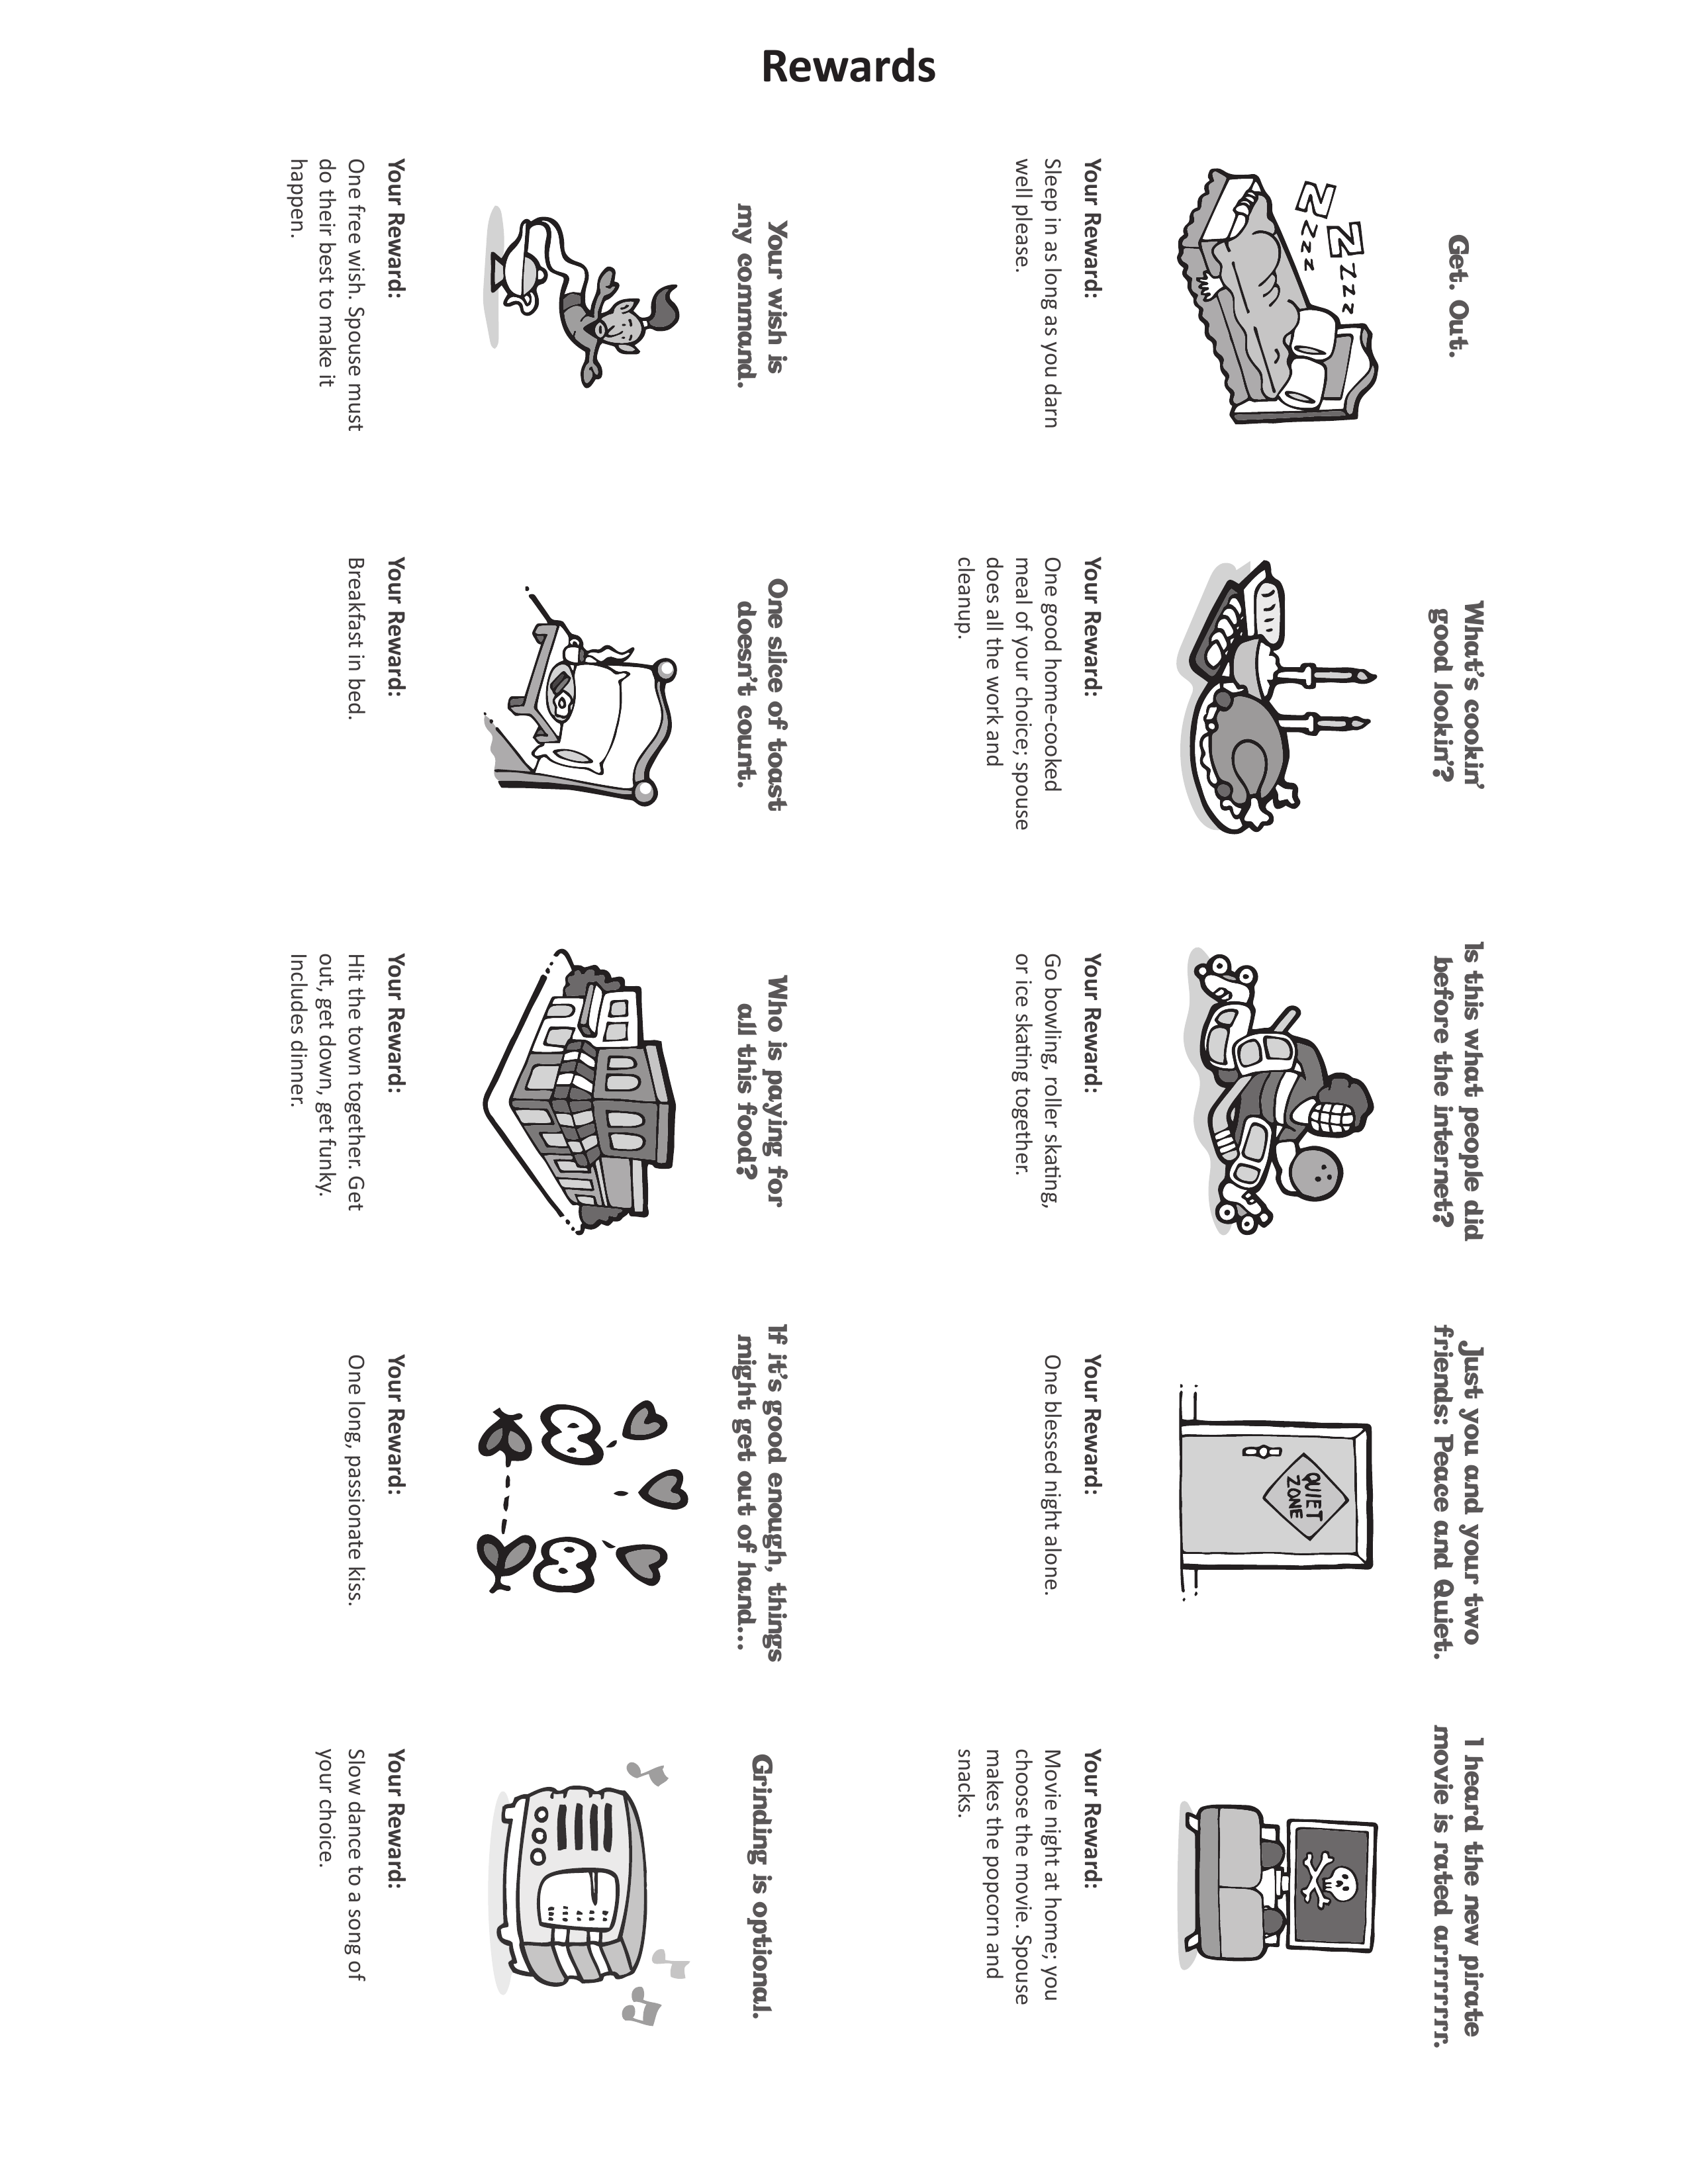 Rewards
Get. Out.
ZZzzz
Zzzzz
Your Reward:
Sleep in as long as you darn
well please.
What's cookin'
good lookin'?
Your Reward:
One good home-cooked
meal of your choice; spouse
does all the work and
cleanup.
Is this what people did
before the internet?
Your Reward:
Go bowling, roller skating,
or ice skating together.
Just you and your two
friends: Peace and Quiet.
QUIET
ZONE
Your Reward:
One blessed night alone.
I heard the new pirate
movie is rated arrrrrrr.
Your Reward:
Movie night at home; you
choose the movie. Spouse
makes the popcorn and
snacks.
Your wish is
my command.
Your Reward:
One free wish. Spouse must
do their best to make it
happen.
One slice of toast
doesn't count.
Your Reward:
Breakfast in bed.
Who is paying for
all this food?
Your Reward:
Hit the town together. Get
out, get down, get funky.
Includes dinner.
If it's good enough, things
might get out of hand...
Your Reward:
One long, passionate kiss.
Grinding is optional.
Your Reward:
Slow dance to a song of
your choice.